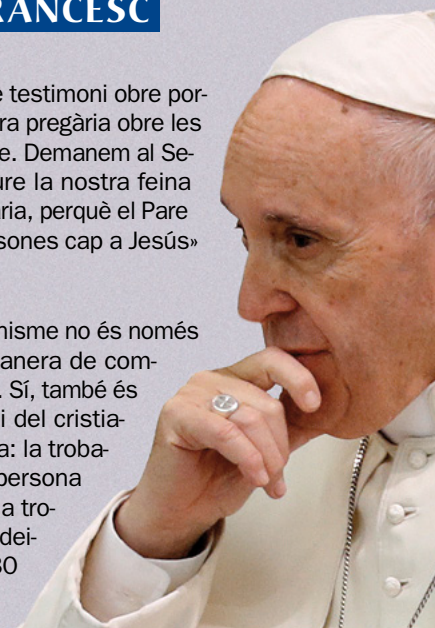 RANCESC
testimoni obre por-
ra pregària obre les
e. Demanem al Se-
ure la nostra feina
ària, perquè el Pare
sones cap a Jesús»
nisme no és només
anera de com-
. Sí, també és
i del cristia-
a: la troba-
persona
a tro-
dei-
30